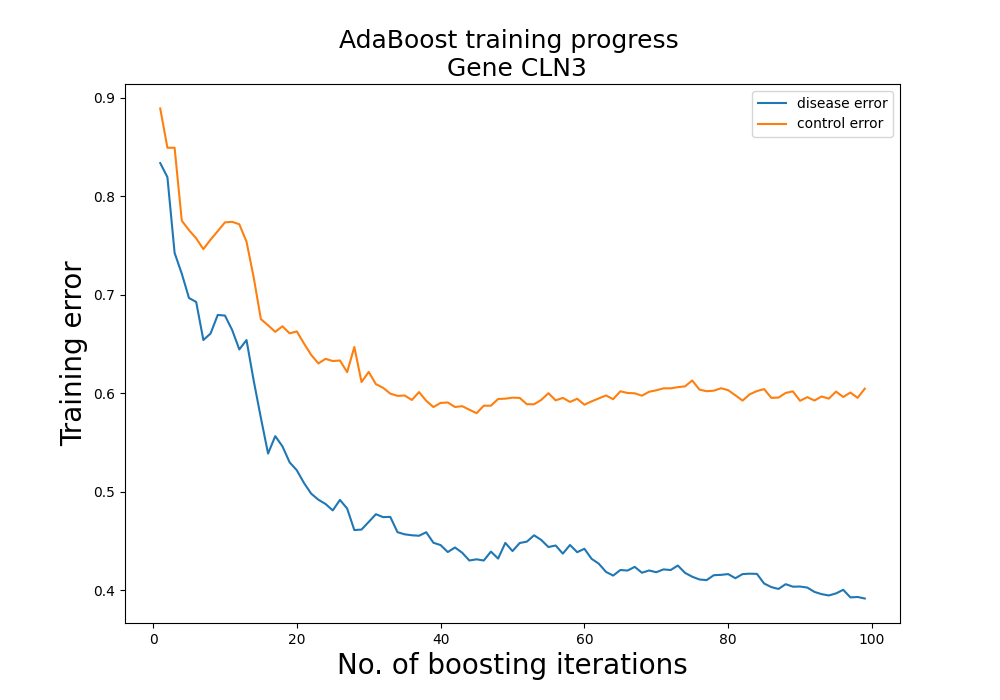 AdaBoost training progress
Gene CLN3
disease error
control error
Training error
0.9
0.8
0.7
0.6
0.5
0.4
0 20 40 60 80 100
No. of boosting iterations